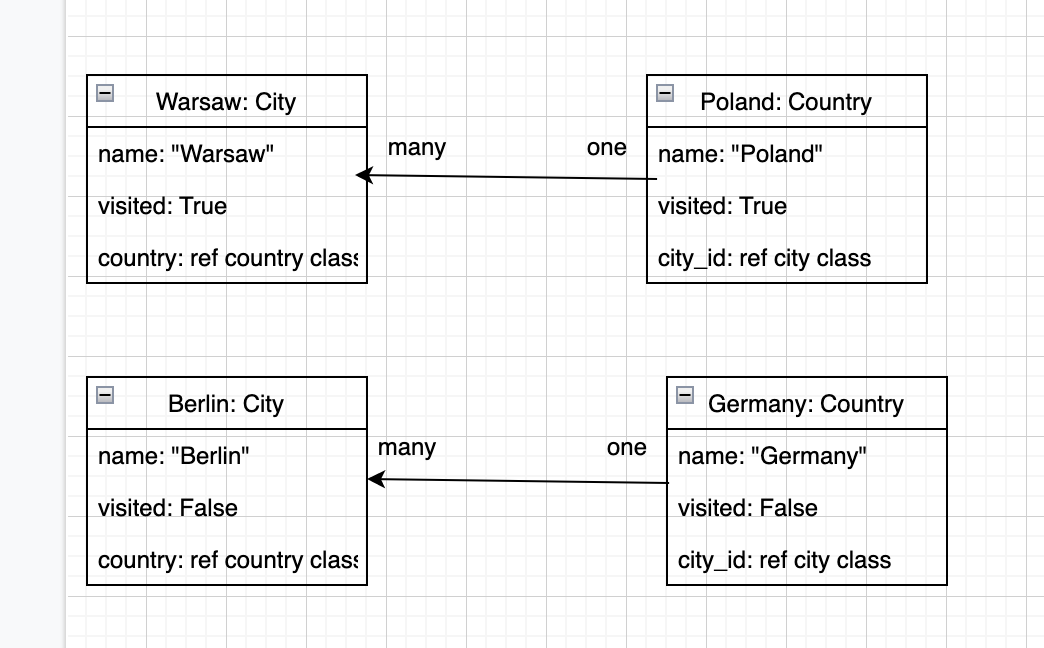 Warsaw: City
name: "Warsaw"
visited: True
country: ref country class
many
one
Poland: Country
name: "Poland"
visited: True
city_id: ref city class
Berlin: City
name: "Berlin"
visited: False
country: ref country class
many
one
Germany: Country
name: "Germany"
visited: False
city_id: ref city class